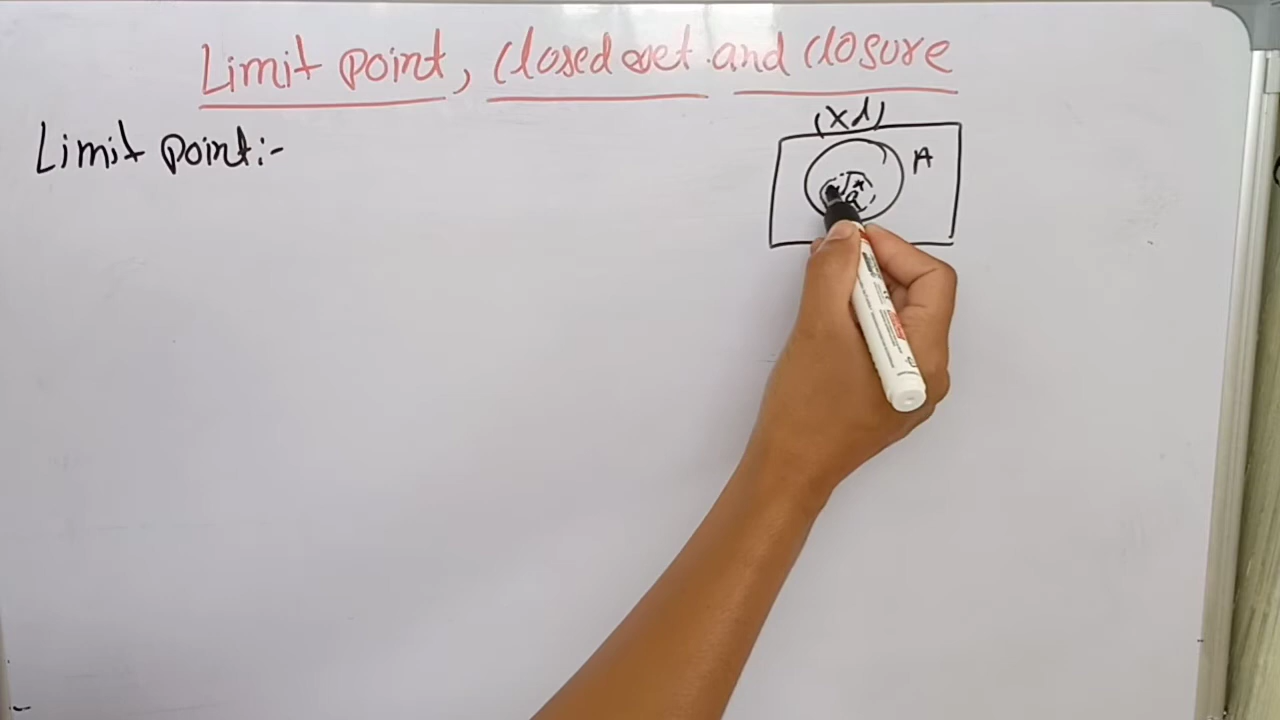 Limit point, closed set and closure
(X d)
Limit point:-
A
x